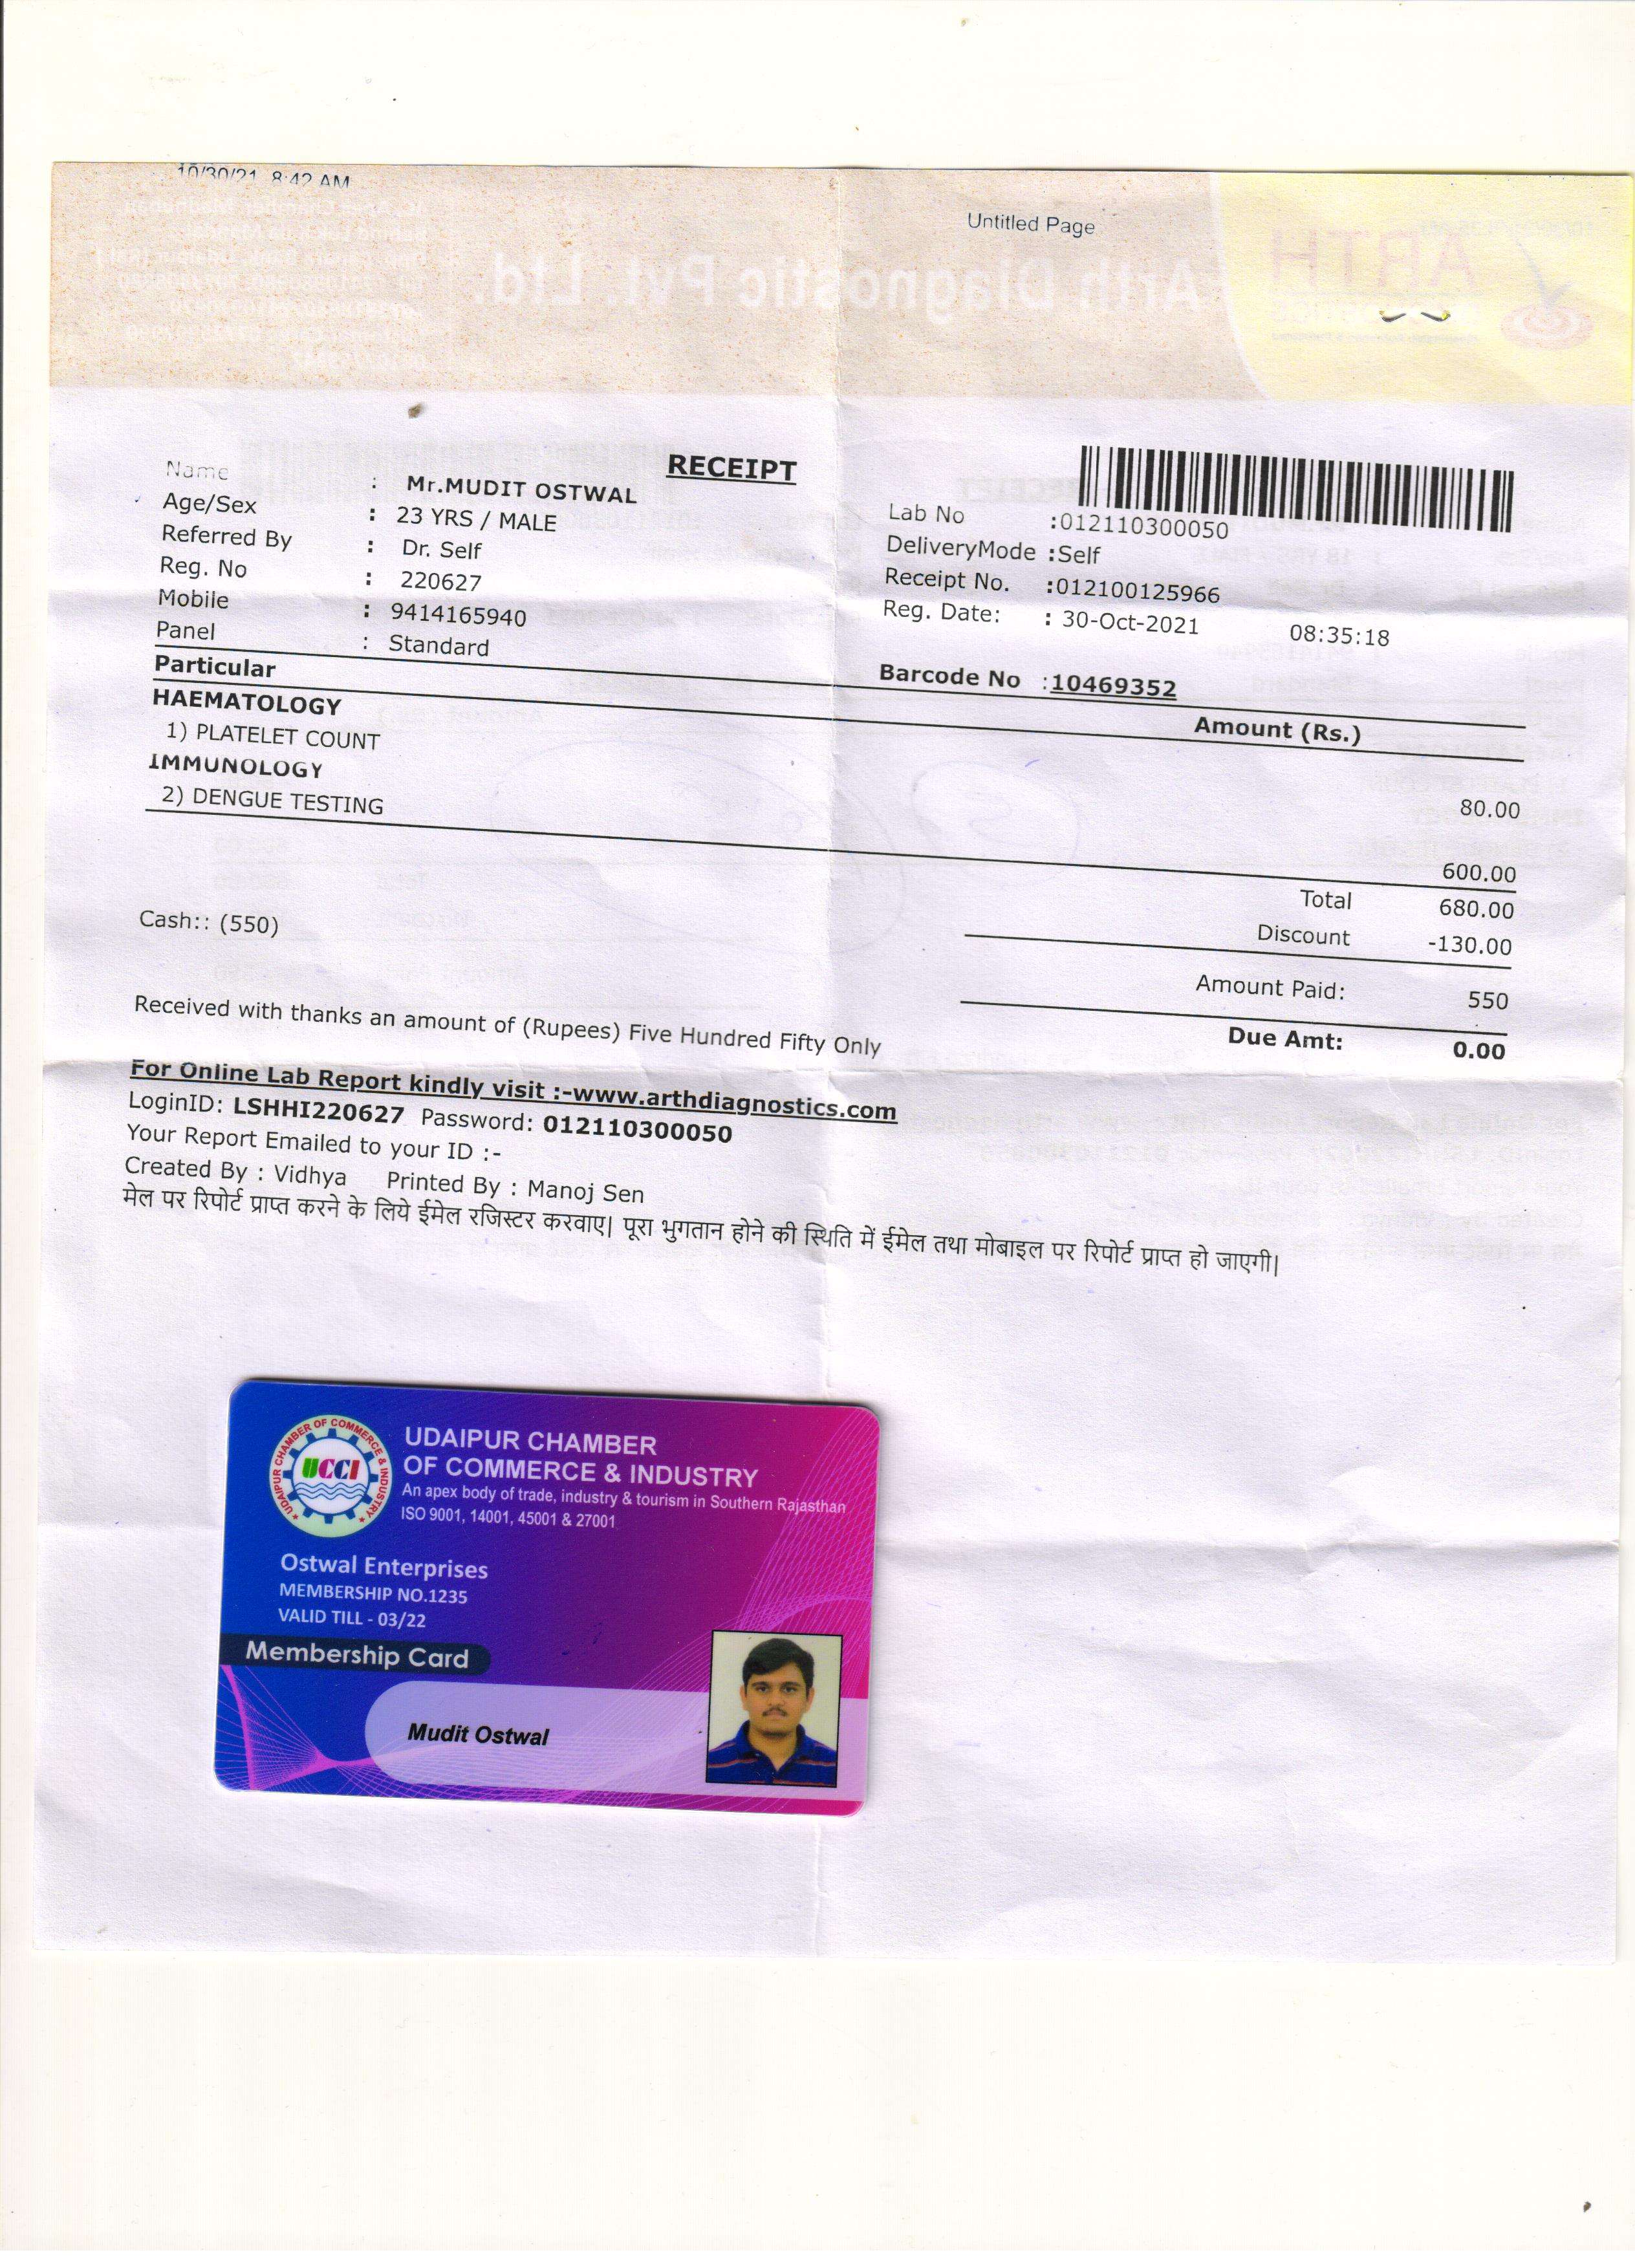 10/30/21 8:42 AM
Untitled Page
Arth Diagnostic Pvt. Ltd.
ARTH
RECEIPT
Name : Mr.MUDIT OSTWAL
Age/Sex : 23 YRS / MALE
Referred By : Dr. Self
Reg. No : 220627
Mobile : 9414165940
Panel : Standard
Lab No :012110300050
DeliveryMode :Self
Receipt No. :012100125966
Reg. Date: : 30-Oct-2021 08:35:18
Barcode No :10469352
Particular Amount (Rs.)
HAEMATOLOGY
1) PLATELET COUNT 80.00
IMMUNOLOGY
2) DENGUE TESTING 600.00
Total 680.00
Discount -130.00
Cash:: (550)
Amount Paid: 550
Due Amt: 0.00
Received with thanks an amount of (Rupees) Five Hundred Fifty Only
For Online Lab Report kindly visit :-www.arthdiagnostics.com
LoginID: LSHHI220627 Password: 012110300050
Your Report Emailed to your ID :-
Created By : Vidhya Printed By : Manoj Sen
मेल पर रिपोर्ट प्राप्त करने के लिये ईमेल रजिस्टर करवाए| पूरा भुगतान होने की स्थिति में ईमेल तथा मोबाइल पर रिपोर्ट प्राप्त हो जाएगी|
UDAIPUR CHAMBER OF COMMERCE & INDUSTRY
UCCI
UDAIPUR CHAMBER
OF COMMERCE & INDUSTRY
An apex body of trade, industry & tourism in Southern Rajasthan
ISO 9001, 14001, 45001 & 27001
Ostwal Enterprises
MEMBERSHIP NO.1235
VALID TILL - 03/22
Membership Card
Mudit Ostwal